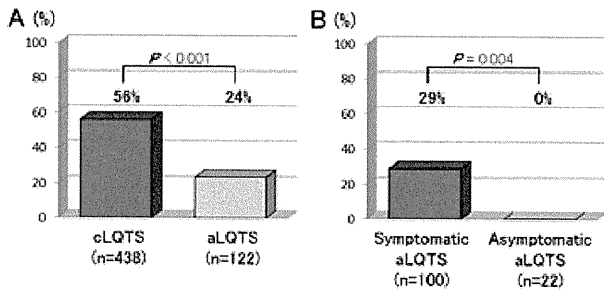 A (%)
100
80
60
40
20
0
P < 0.001
56% 24%
cLQTS aLQTS
(n=438) (n=122)
B (%)
100
80
60
40
20
0
P = 0.004
29% 0%
Symptomatic Asymptomatic
aLQTS aLQTS
(n=100) (n=22)